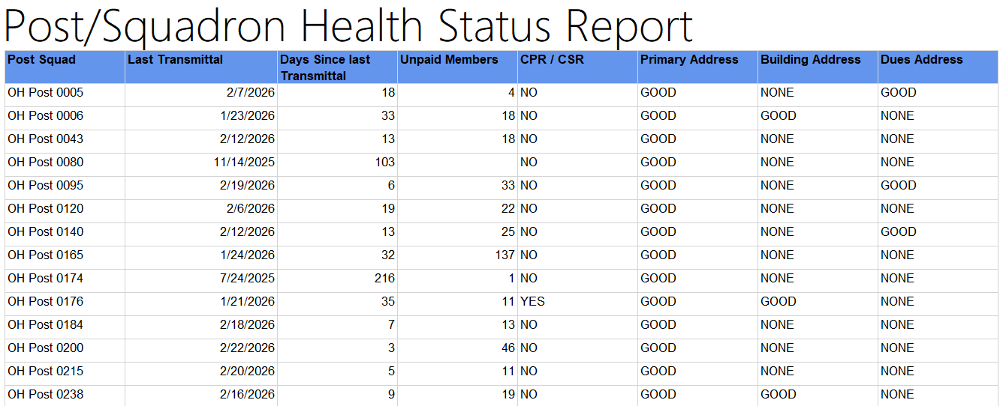 Post/Squadron Health Status Report
Post Squad Last Transmittal Days Since last Transmittal Unpaid Members CPR / CSR Primary Address Building Address Dues Address
OH Post 0005 2/7/2026 18 4 NO GOOD NONE GOOD
OH Post 0006 1/23/2026 33 18 NO GOOD GOOD NONE
OH Post 0043 2/12/2026 13 18 NO GOOD NONE NONE
OH Post 0080 11/14/2025 103 NO GOOD NONE NONE
OH Post 0095 2/19/2026 6 33 NO GOOD NONE GOOD
OH Post 0120 2/6/2026 19 22 NO GOOD NONE NONE
OH Post 0140 2/12/2026 13 25 NO GOOD NONE GOOD
OH Post 0165 1/24/2026 32 137 NO GOOD NONE NONE
OH Post 0174 7/24/2025 216 1 NO GOOD NONE NONE
OH Post 0176 1/21/2026 35 11 YES GOOD GOOD NONE
OH Post 0184 2/18/2026 7 13 NO GOOD NONE NONE
OH Post 0200 2/22/2026 3 46 NO GOOD NONE NONE
OH Post 0215 2/20/2026 5 11 NO GOOD NONE NONE
OH Post 0238 2/16/2026 9 19 NO GOOD GOOD NONE